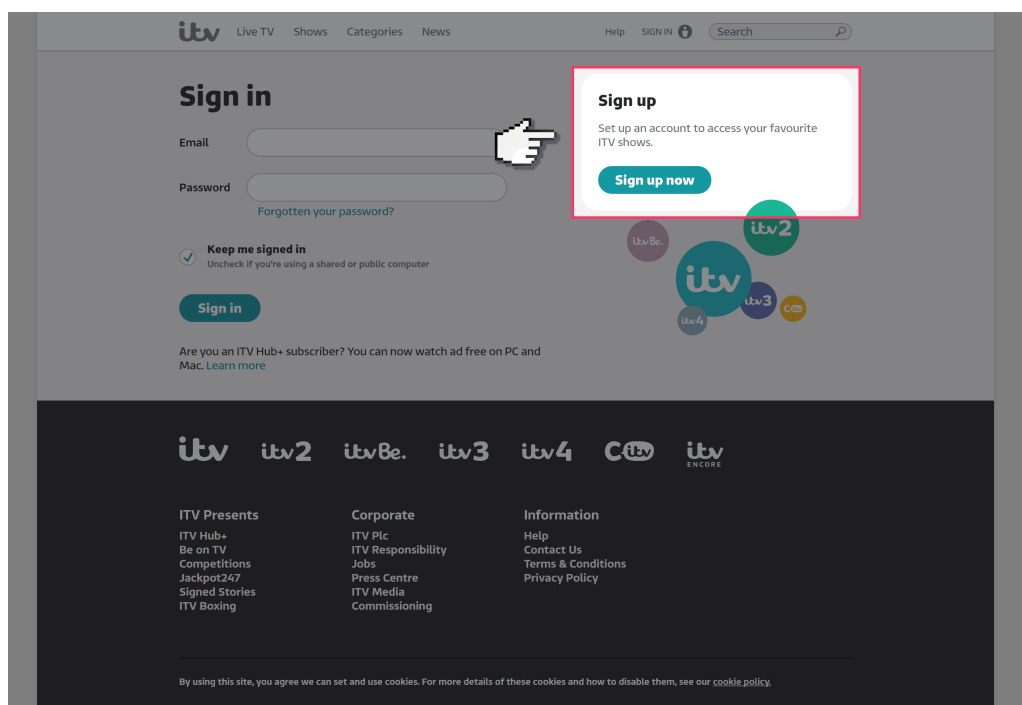 itv Live TV Shows Categories News Help SIGN IN Search
Sign in
Email
Password
Forgotten your password?
Keep me signed in
Uncheck if you're using a shared or public computer
Sign in
Are you an ITV Hub+ subscriber? You can now watch ad free on PC and
Mac. Learn more
Sign up
Set up an account to access your favourite
ITV shows.
Sign up now
itv2
itvBe.
itv
itv3
citv
itv4
itv itv2 itvBe. itv3 itv4 Citv itv
ENCORE
ITV Presents
ITV Hub+
Be on TV
Competitions
Jackpot247
Signed Stories
ITV Boxing
Corporate
ITV Plc
ITV Responsibility
Jobs
Press Centre
ITV Media
Commissioning
Information
Help
Contact Us
Terms & Conditions
Privacy Policy
By using this site, you agree we can set and use cookies. For more details of these cookies and how to disable them, see our cookie policy.